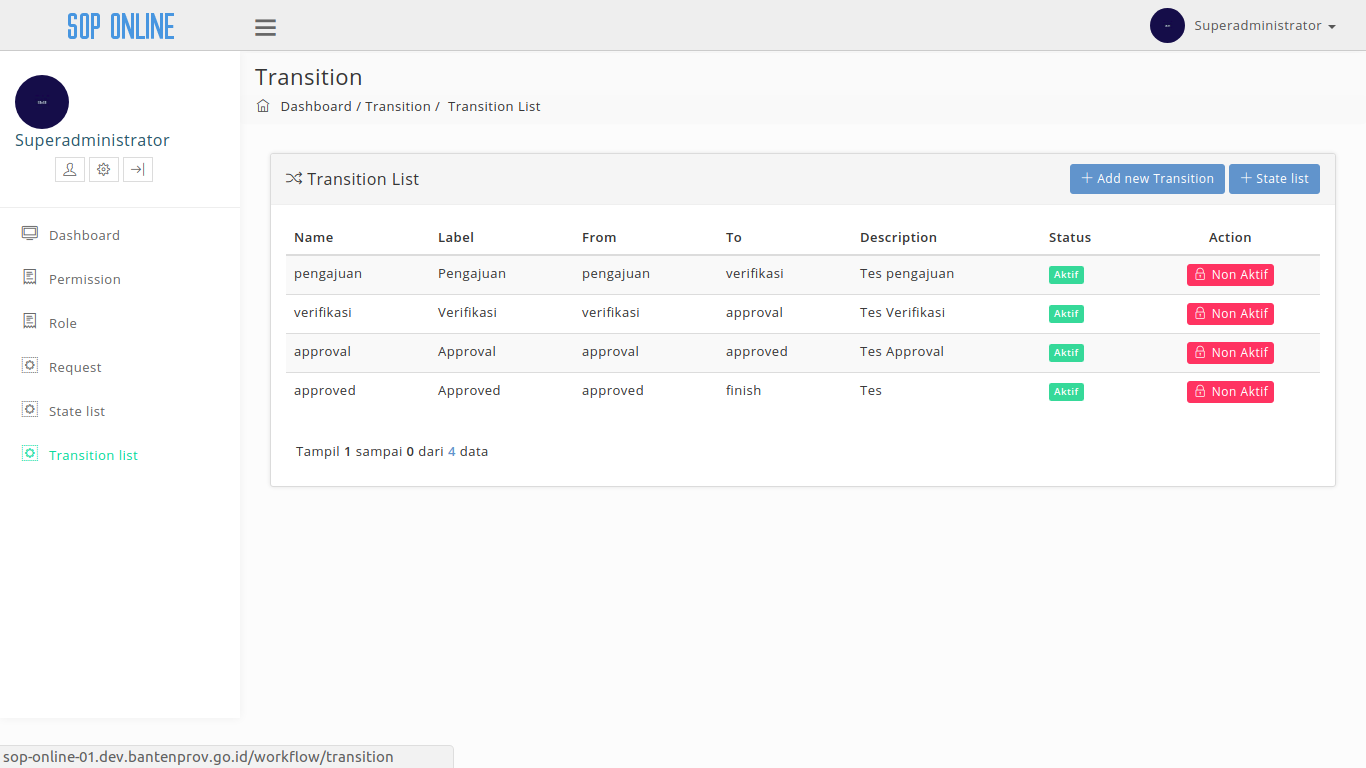 SOP ONLINE
Superadministrator
Superadministrator
Dashboard
Permission
Role
Request
State list
Transition list
Transition
Dashboard / Transition / Transition List
Transition List
+ Add new Transition
+ State list
Name Label From To Description Status Action
pengajuan Pengajuan pengajuan verifikasi Tes pengajuan Aktif Non Aktif
verifikasi Verifikasi verifikasi approval Tes Verifikasi Aktif Non Aktif
approval Approval approval approved Tes Approval Aktif Non Aktif
approved Approved approved finish Tes Aktif Non Aktif
Tampil 1 sampai 0 dari 4 data
sop-online-01.dev.bantenprov.go.id/workflow/transition